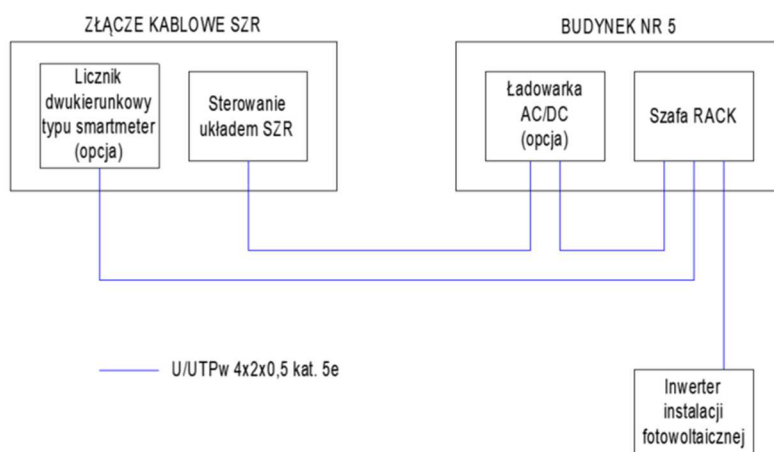 ZŁĄCZE KABLOWE SZR
BUDYNEK NR 5
Licznik
dwukierunkowy
typu smartmeter
(opcja)
Sterowanie
układem SZR
Ładowarka
AC/DC
(opcja)
Szafa RACK
U/UTPw 4x2x0,5 kat. 5e
Inwerter
instalacji
fotowoltaicznej